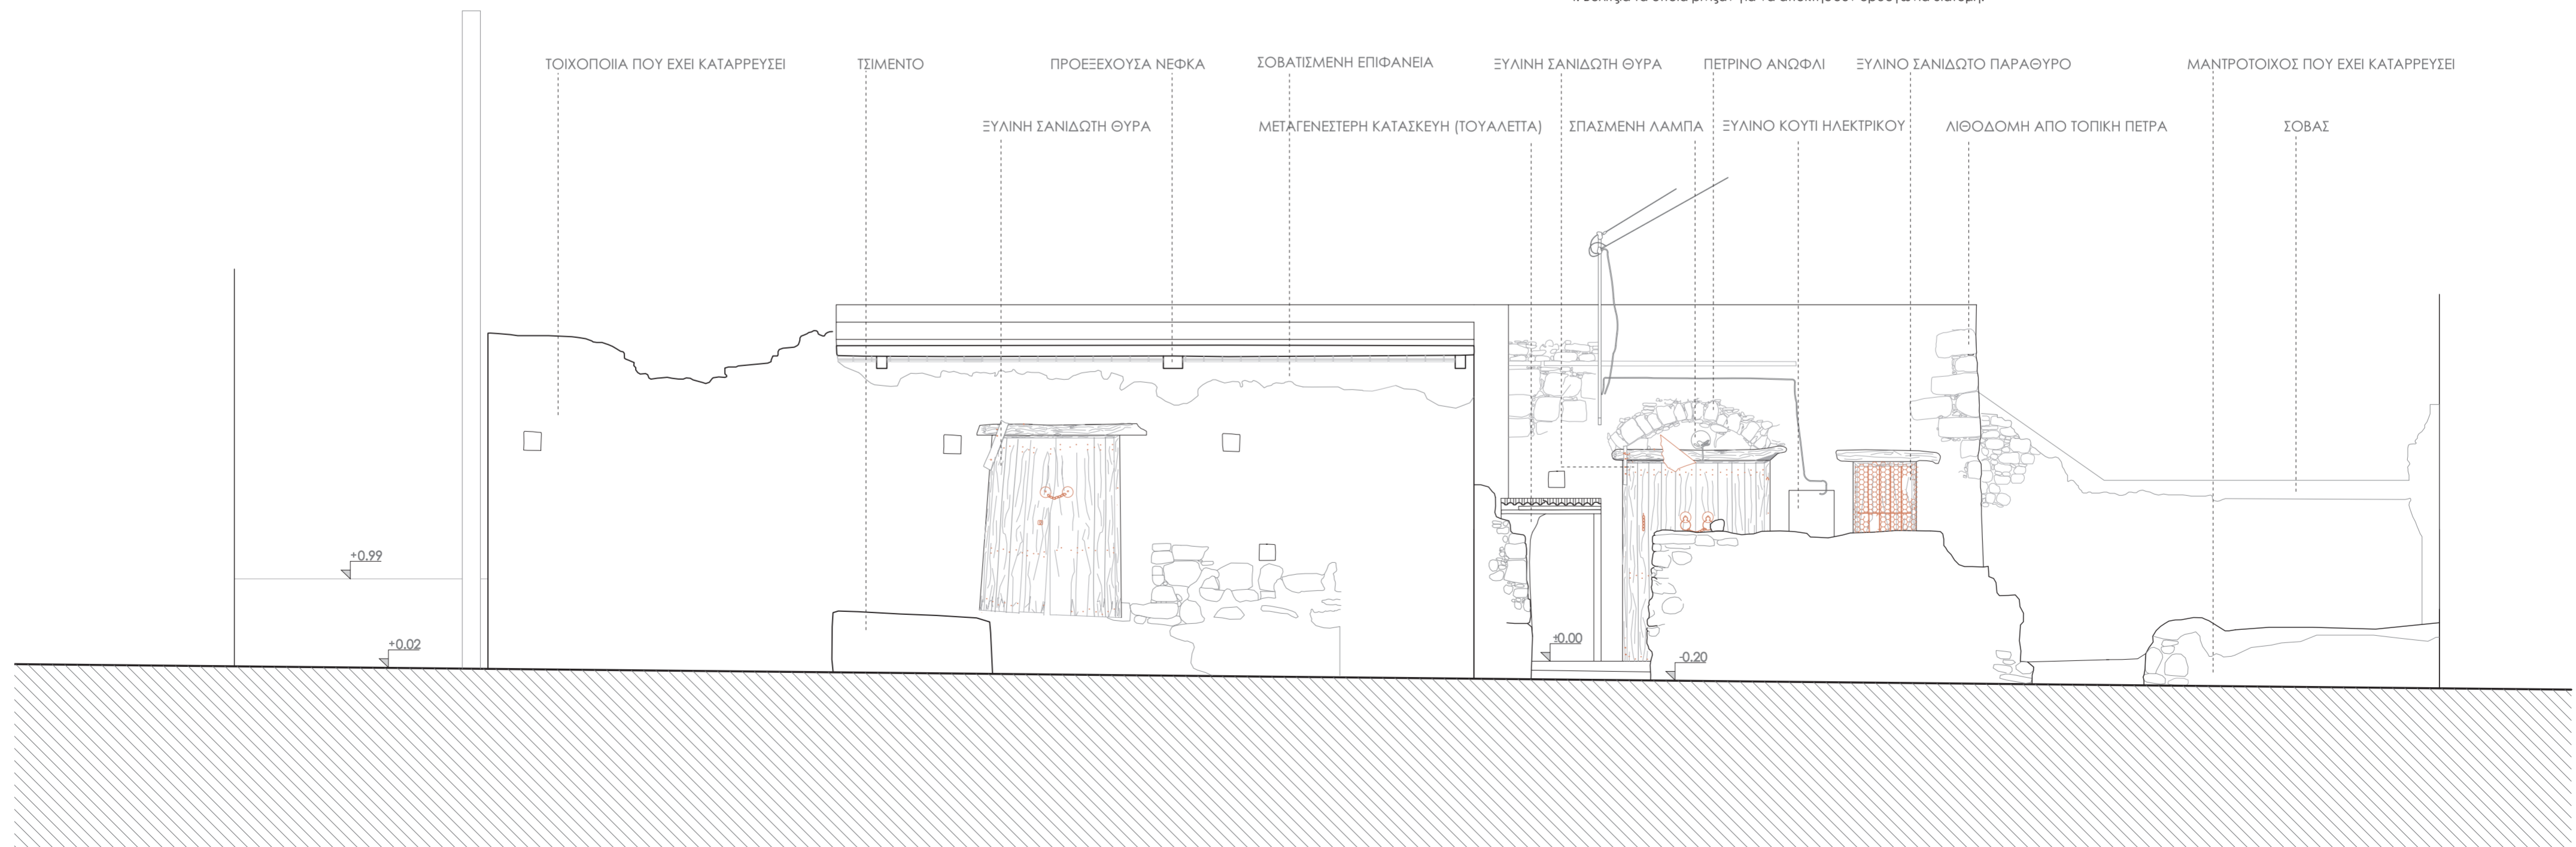 ΤΟΙΧΟΠΟΙΙΑ ΠΟΥ ΕΧΕΙ ΚΑΤΑΡΡΕΥΣΕΙ
ΤΣΙΜΕΝΤΟ
ΠΡΟΕΞΕΧΟΥΣΑ ΝΕΦΚΑ
ΣΟΒΑΤΙΣΜΕΝΗ ΕΠΙΦΑΝΕΙΑ
ΞΥΛΙΝΗ ΣΑΝΙΔΩΤΗ ΘΥΡΑ
ΠΕΤΡΙΝΟ ΑΝΩΦΛΙ
ΞΥΛΙΝΟ ΣΑΝΙΔΩΤΟ ΠΑΡΑΘΥΡΟ
ΜΑΝΤΡΟΤΟΙΧΟΣ ΠΟΥ ΕΧΕΙ ΚΑΤΑΡΡΕΥΣΕΙ
ΞΥΛΙΝΗ ΣΑΝΙΔΩΤΗ ΘΥΡΑ
ΜΕΤΑΓΕΝΕΣΤΕΡΗ ΚΑΤΑΣΚΕΥΗ (ΤΟΥΑΛΕΤΤΑ)
ΣΠΑΣΜΕΝΗ ΛΑΜΠΑ
ΞΥΛΙΝΟ ΚΟΥΤΙ ΗΛΕΚΤΡΙΚΟΥ
ΛΙΘΟΔΟΜΗ ΑΠΟ ΤΟΠΙΚΗ ΠΕΤΡΑ
ΣΟΒΑΣ
+0.99
+0.02
±0.00
-0.20